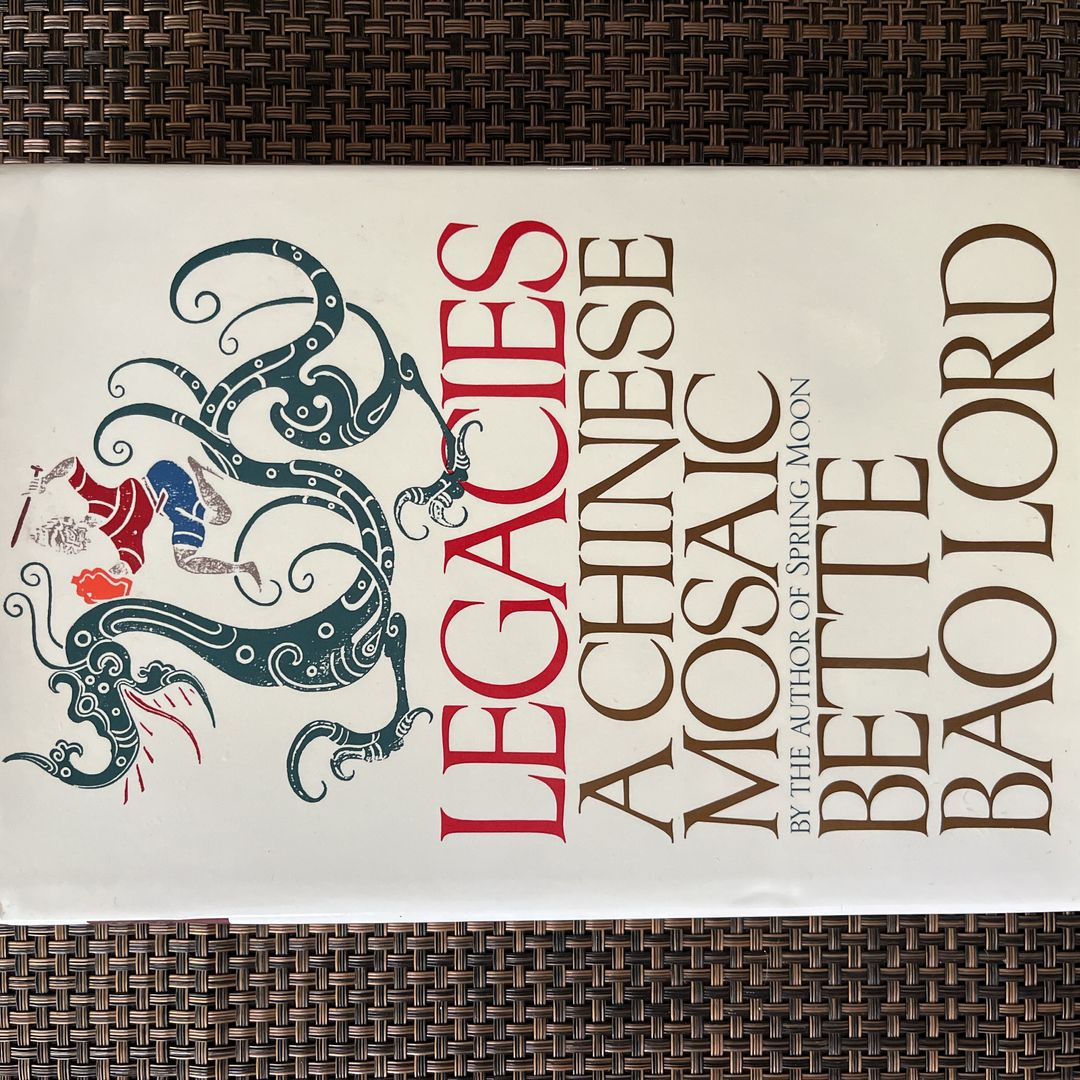 LEGACIES
A CHINESE
MOSAIC
BY THE AUTHOR OF SPRING MOON
BETTE
BAO LORD